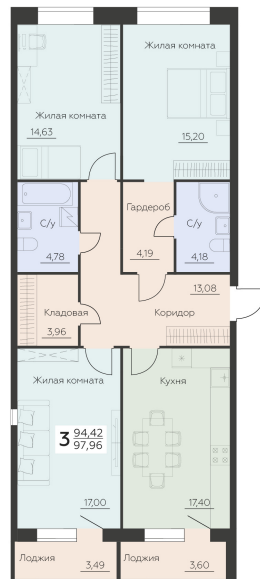 Жилая комната
Жилая комната
14,63
15,20
Гардероб
С/у
С/у
4,78
4,19
4,18
Кладовая
3,96
13,08
Коридор
Жилая комната
Кухня
3
94,42
97,96
17,00
17,40
Лоджия
3,49
Лоджия
3,60